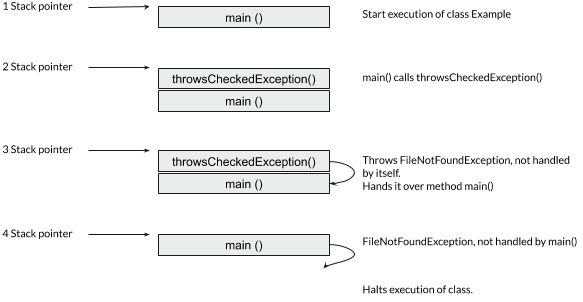 1 Stack pointer
main ()
Start execution of class Example
2 Stack pointer
throwsCheckedException()
main() calls throwsCheckedException()
main ()
3 Stack pointer
throwsCheckedException()
Throws FileNotFoundException, not handled
by itself.
main ()
Hands it over method main()
4 Stack pointer
main ()
FileNotFoundException, not handled by main()
Halts execution of class.